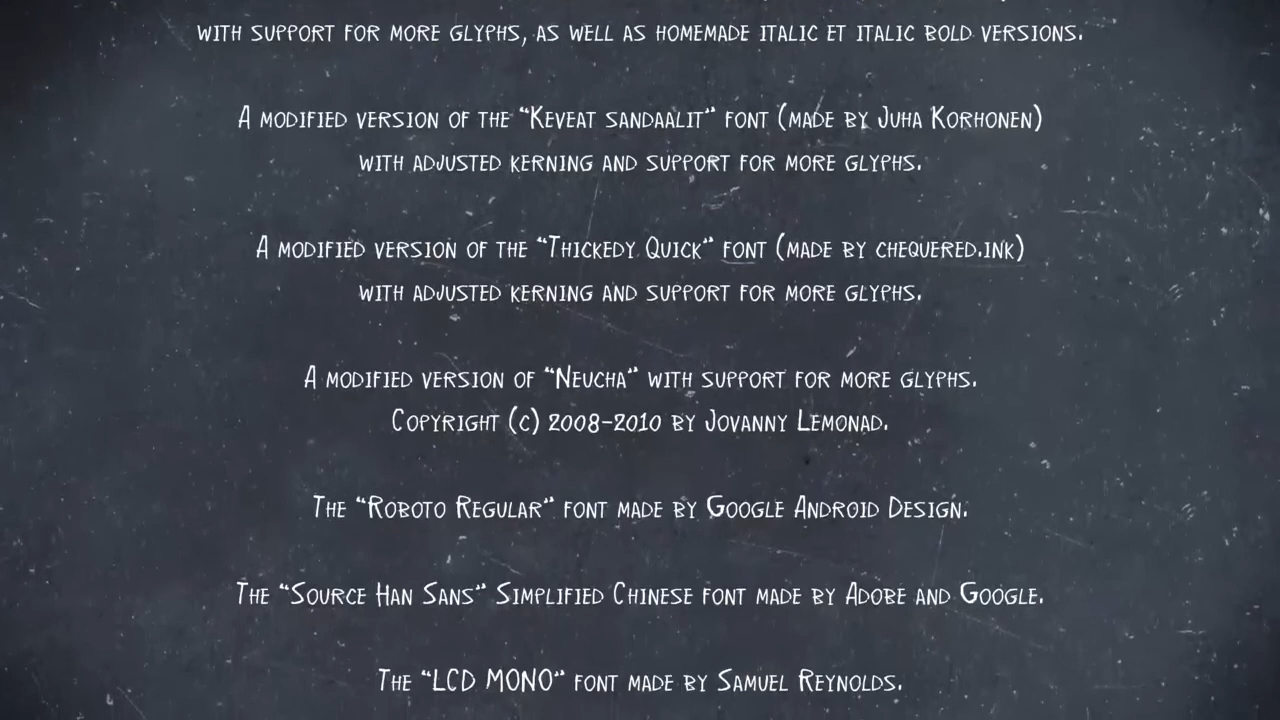 with support for more glyphs, as well as homemade italic et italic bold versions.
A modified version of the “Keveat sandaalit” font (made by Juha Korhonen)
with adjusted kerning and support for more glyphs.
A modified version of the “Thickedy Quick” font (made by chequered.ink)
with adjusted kerning and support for more glyphs.
A modified version of “Neucha” with support for more glyphs.
Copyright (c) 2008-2010 by Jovanny Lemonad.
The “Roboto Regular” font made by Google Android Design.
The “Source Han Sans” Simplified Chinese font made by Adobe and Google.
The “LCD MONO” font made by Samuel Reynolds.